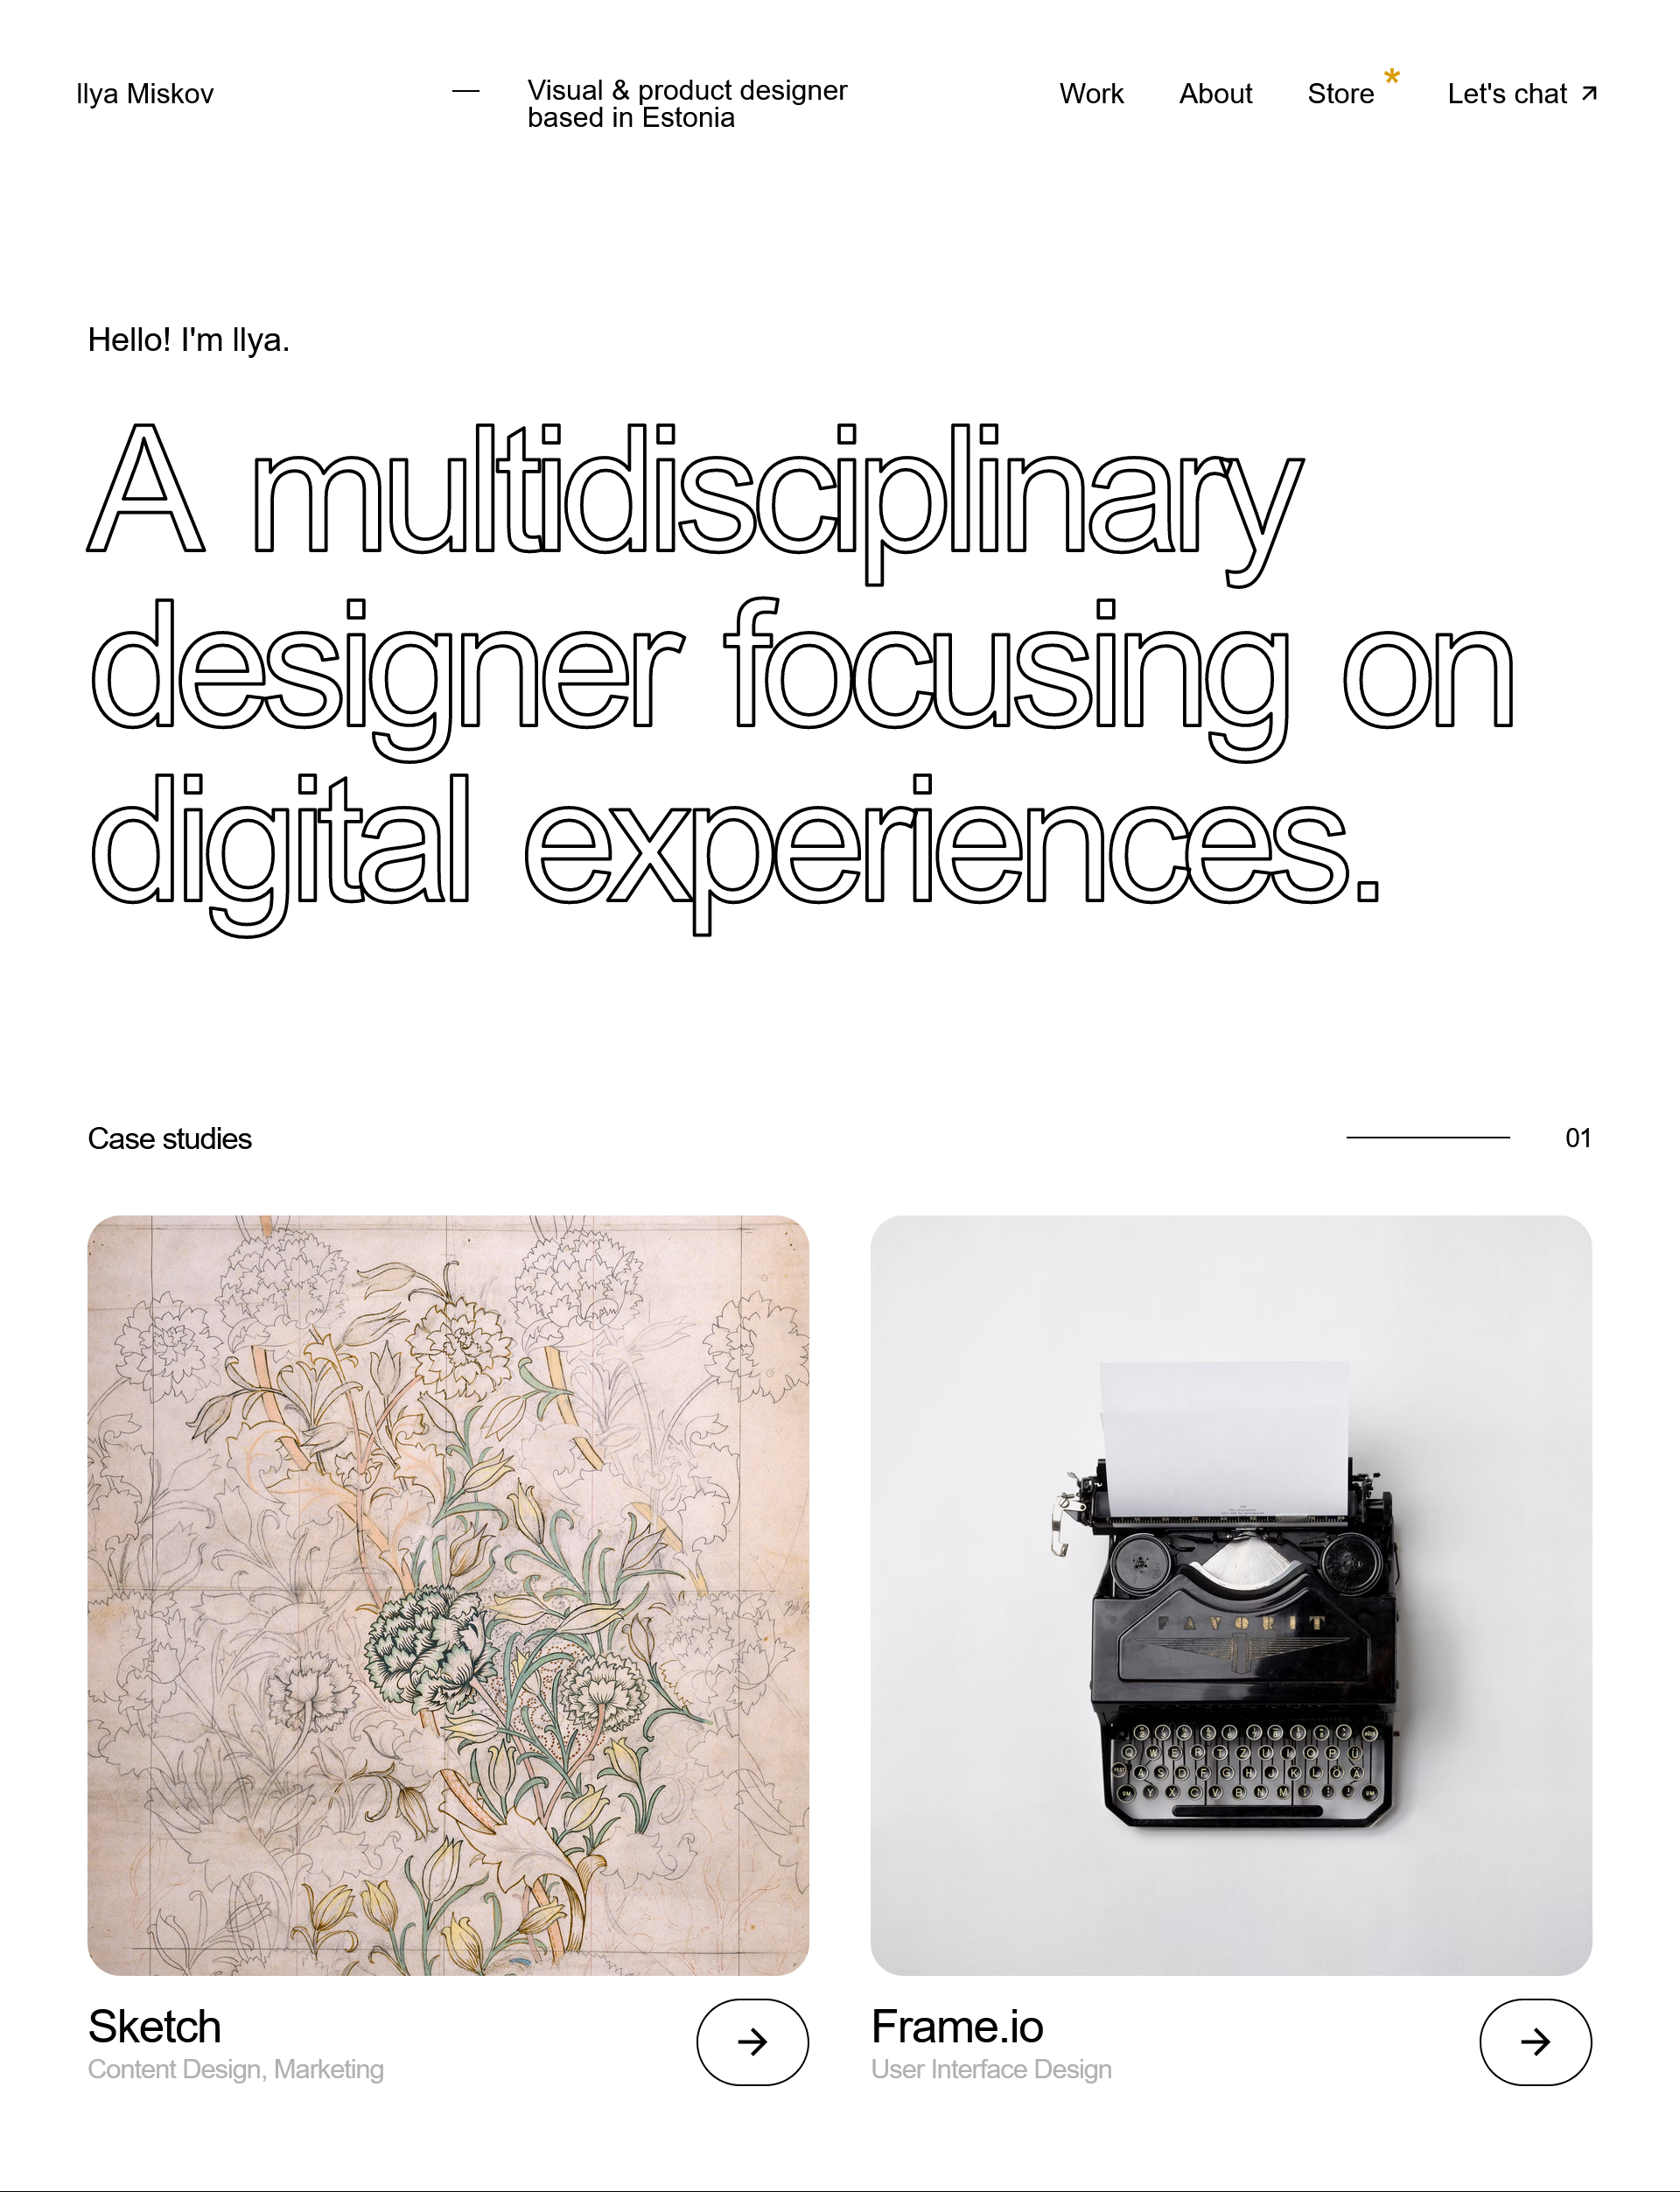 Ilya Miskov
— Visual & product designer
based in Estonia
Work About Store * Let's chat ↗
Hello! I'm Ilya.
A multidisciplinary
designer focusing on
digital experiences.
Case studies
01
FAVORIT
Q W E R T Z U I O P Ü
A S D F G H J K L Ö Ä
Y X C V B N M
Sketch
Content Design, Marketing
Frame.io
User Interface Design